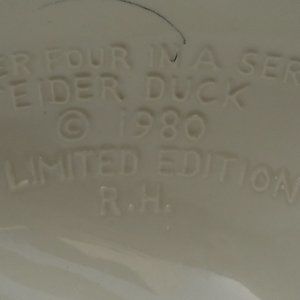 ER FOUR IN A SER
EIDER DUCK
© 1980
LIMITED EDITION
R.H.